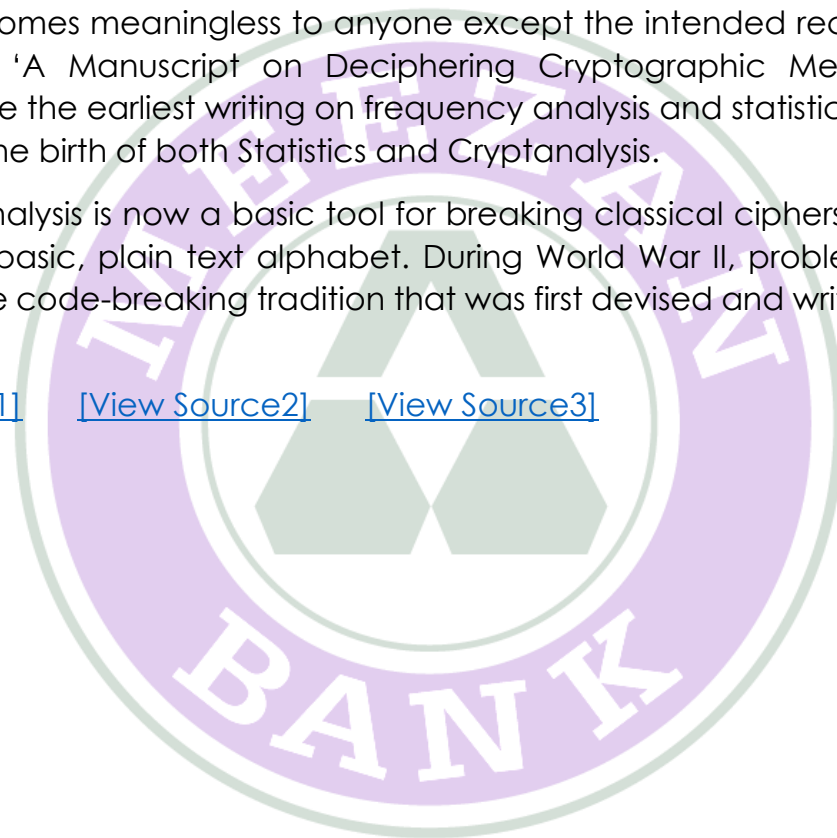 omes meaningless to anyone except the intended rec
'A Manuscript on Deciphering Cryptographic Me
e the earliest writing on frequency analysis and statistic
he birth of both Statistics and Cryptanalysis.
nalysis is now a basic tool for breaking classical ciphers
basic, plain text alphabet. During World War II, proble
e code-breaking tradition that was first devised and writ
1] [View Source2] [View Source3]
MEEZAN
BANK